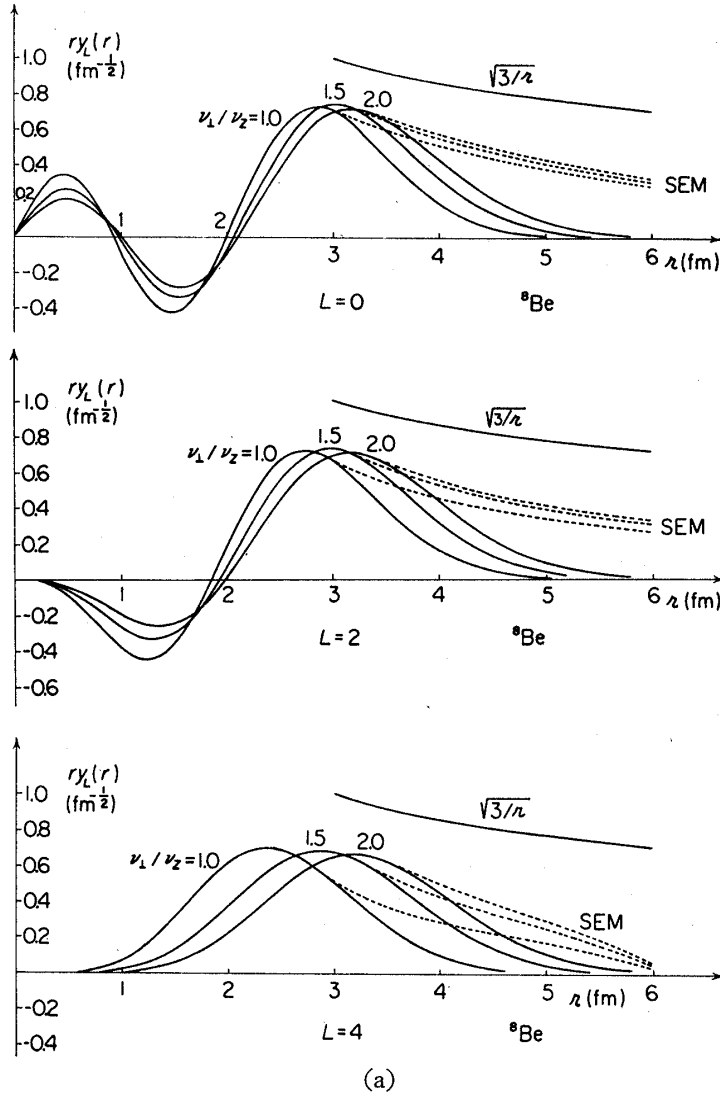 ry_L(r)
(fm^-1/2)
1.0
0.8
0.6
0.4
0.2
-0.2
-0.4
√3/r
ν⊥/ν_z=1.0
1.5
2.0
SEM
1 2 3 4 5 6 r(fm)
L=0
⁸Be
ry_L(r)
(fm^-1/2)
1.0
0.8
0.6
0.4
0.2
-0.2
-0.4
-0.6
√3/r
ν⊥/ν_z=1.0
1.5
2.0
SEM
1 2 3 4 5 6 r(fm)
L=2
⁸Be
ry_L(r)
(fm^-1/2)
1.0
0.8
0.6
0.4
0.2
-0.2
-0.4
√3/r
ν⊥/ν_z=1.0
1.5
2.0
SEM
1 2 3 4 5 6 r(fm)
L=4
⁸Be
(a)